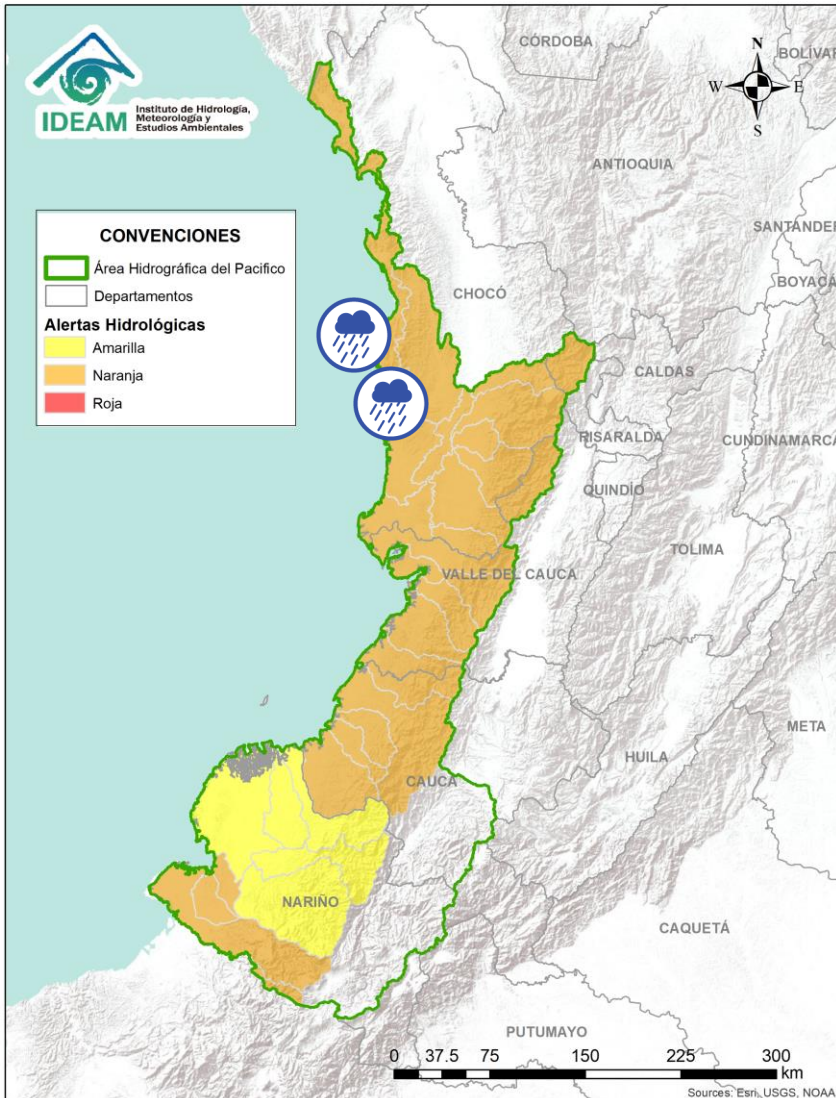 IDEAM
Instituto de Hidrología,
Meteorología y
Estudios Ambientales
CÓRDOBA
BOLÍVAR
N
W E
S
ANTIOQUIA
CONVENCIONES
Área Hidrográfica del Pacifico
Departamentos
Alertas Hidrológicas
Amarilla
Naranja
Roja
SANTANDER
BOYACÁ
CHOCÓ
CALDAS
RISARALDA
CUNDINAMARCA
QUINDÍO
TOLIMA
VALLE DEL CAUCA
META
HUILA
CAUCA
NARIÑO
CAQUETÁ
PUTUMAYO
0 37.5 75 150 225 300
km
Sources: Esri, USGS, NOAA